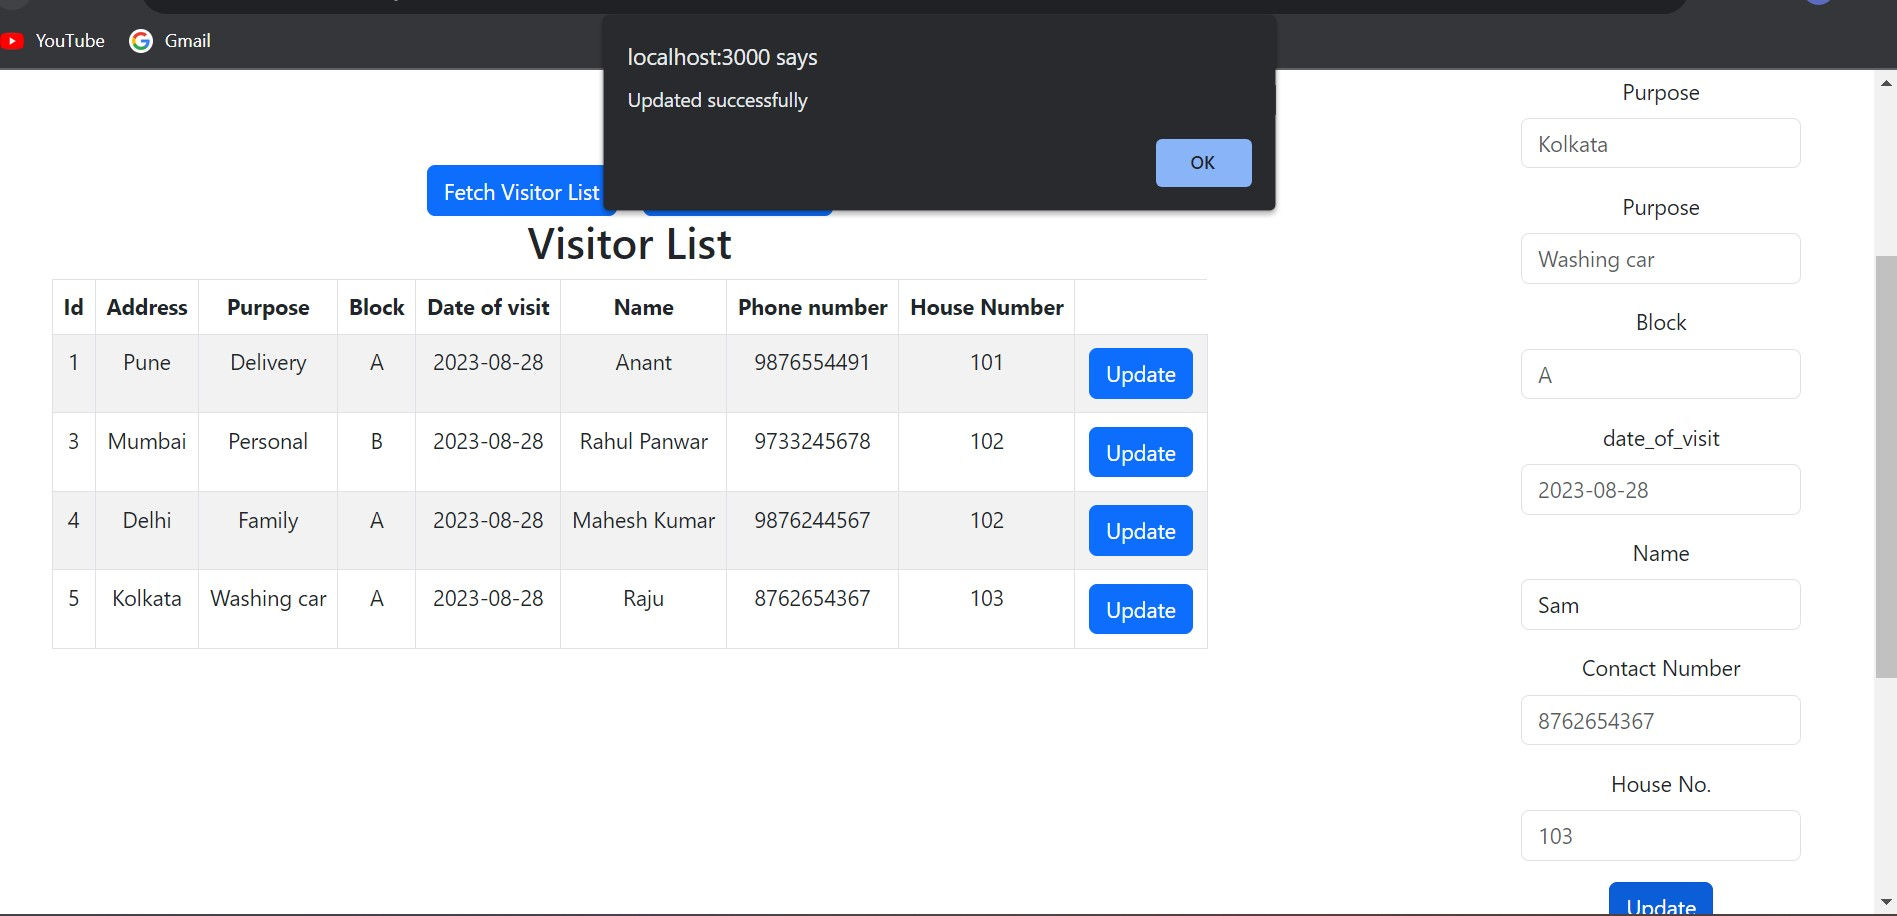 YouTube Gmail
localhost:3000 says
Updated successfully
OK
Fetch Visitor List
Visitor List
Id Address Purpose Block Date of visit Name Phone number House Number
1 Pune Delivery A 2023-08-28 Anant 9876554491 101 Update
3 Mumbai Personal B 2023-08-28 Rahul Panwar 9733245678 102 Update
4 Delhi Family A 2023-08-28 Mahesh Kumar 9876244567 102 Update
5 Kolkata Washing car A 2023-08-28 Raju 8762654367 103 Update
Purpose
Kolkata
Purpose
Washing car
Block
A
date_of_visit
2023-08-28
Name
Sam
Contact Number
8762654367
House No.
103
Update